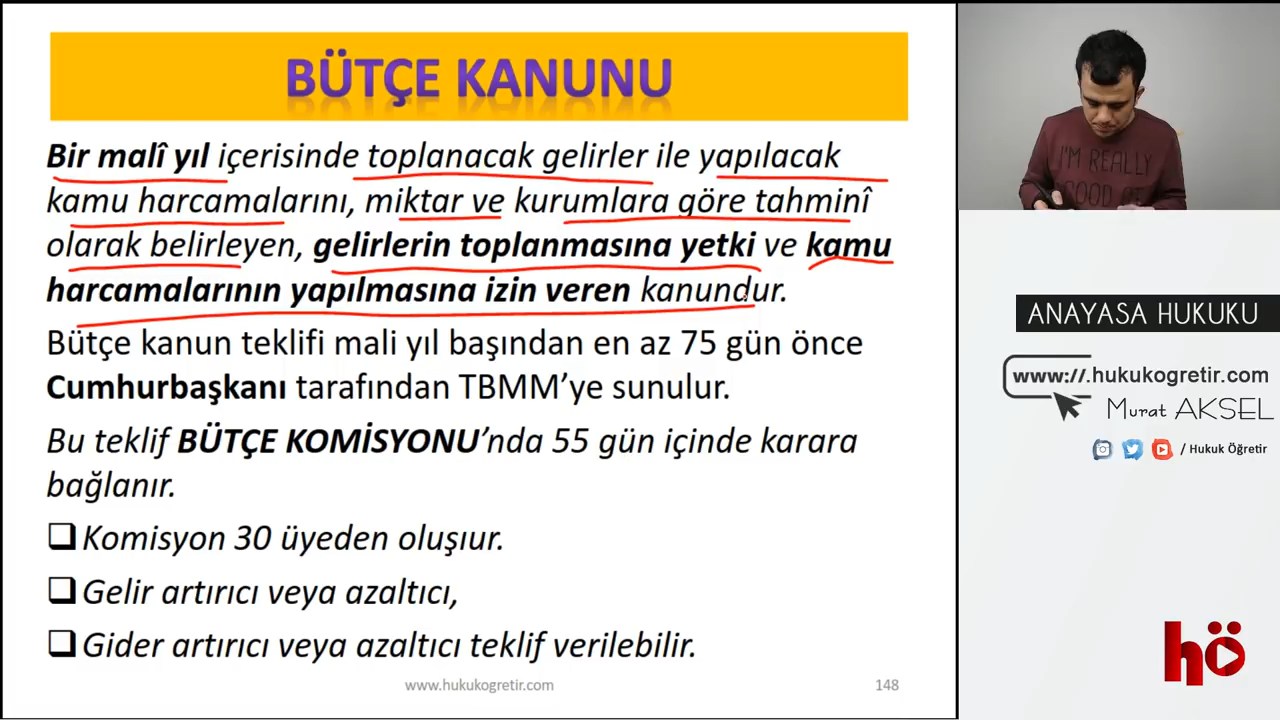 BÜTÇE KANUNU
Bir malî yıl içerisinde toplanacak gelirler ile yapılacak
kamu harcamalarını, miktar ve kurumlara göre tahminî
olarak belirleyen, gelirlerin toplanmasına yetki ve kamu
harcamalarının yapılmasına izin veren kanundur.
Bütçe kanun teklifi mali yıl başından en az 75 gün önce
Cumhurbaşkanı tarafından TBMM’ye sunulur.
Bu teklif BÜTÇE KOMİSYONU’nda 55 gün içinde karara
bağlanır.
Komisyon 30 üyeden oluşıur.
Gelir artırıcı veya azaltıcı,
Gider artırıcı veya azaltıcı teklif verilebilir.
www.hukukogretir.com
148
I'M REALLY
GOOD AT
ANAYASA HUKUKU
www://.hukukogretir.com
Murat AKSEL
/ Hukuk Öğretir
hö